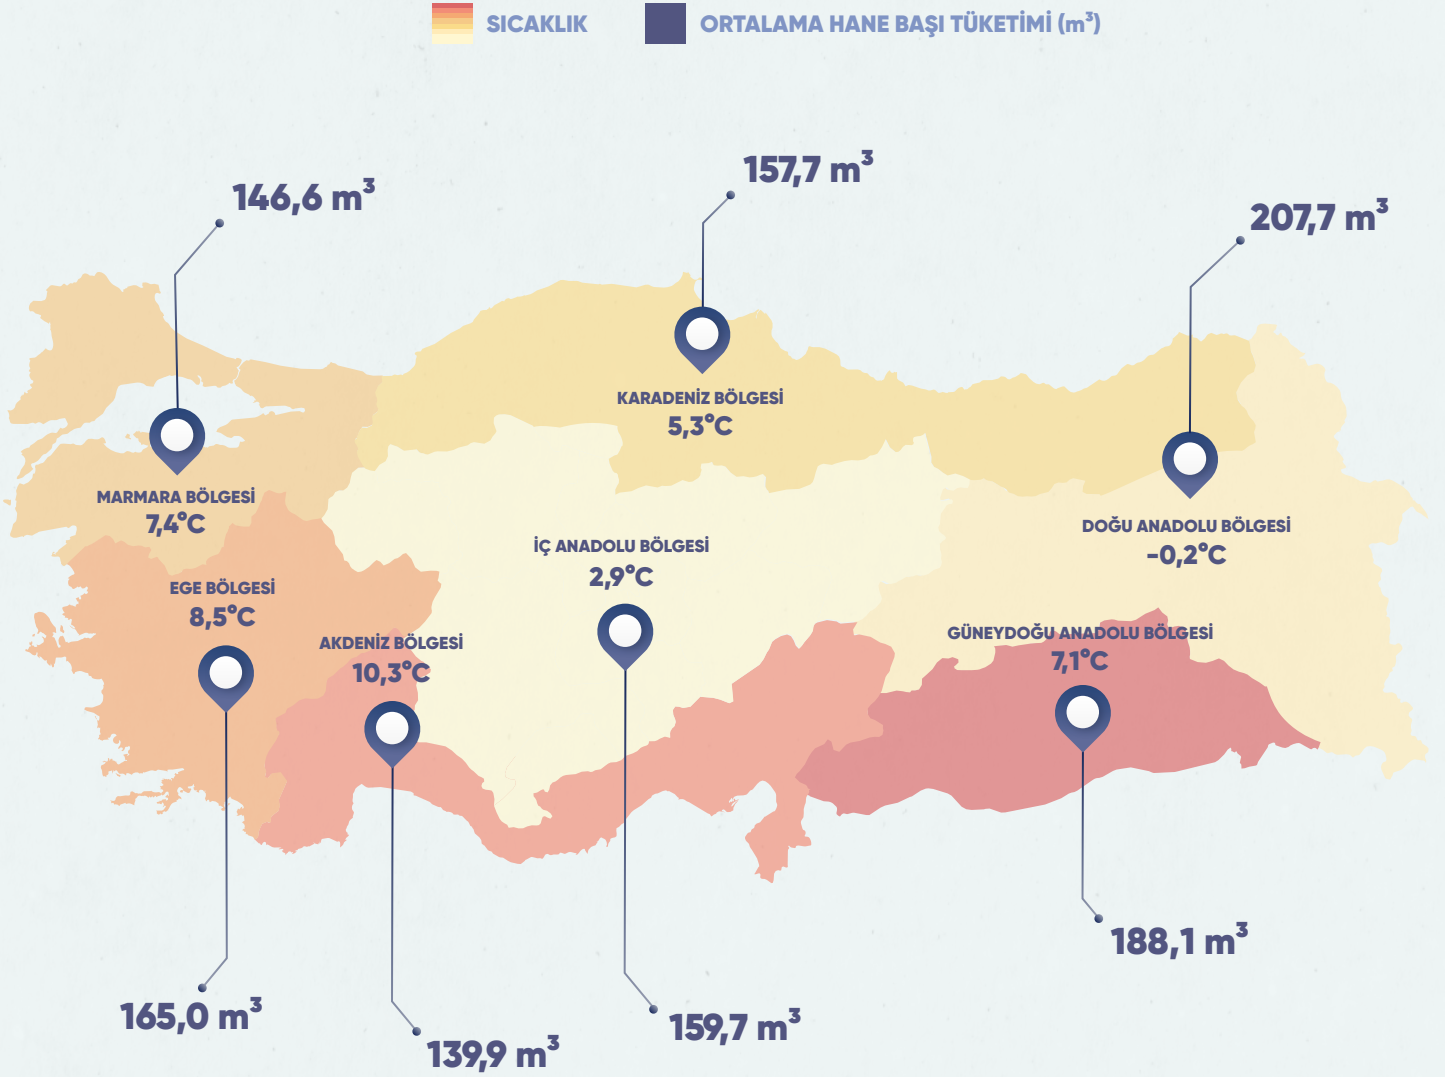 SICAKLIK
ORTALAMA HANE BAŞI TÜKETİMİ (m³)
157,7 m³
146,6 m³
207,7 m³
KARADENİZ BÖLGESİ
5,3°C
MARMARA BÖLGESİ
7,4°C
DOĞU ANADOLU BÖLGESİ
-0,2°C
İÇ ANADOLU BÖLGESİ
2,9°C
EGE BÖLGESİ
8,5°C
AKDENİZ BÖLGESİ
10,3°C
GÜNEYDOĞU ANADOLU BÖLGESİ
7,1°C
188,1 m³
165,0 m³
159,7 m³
139,9 m³